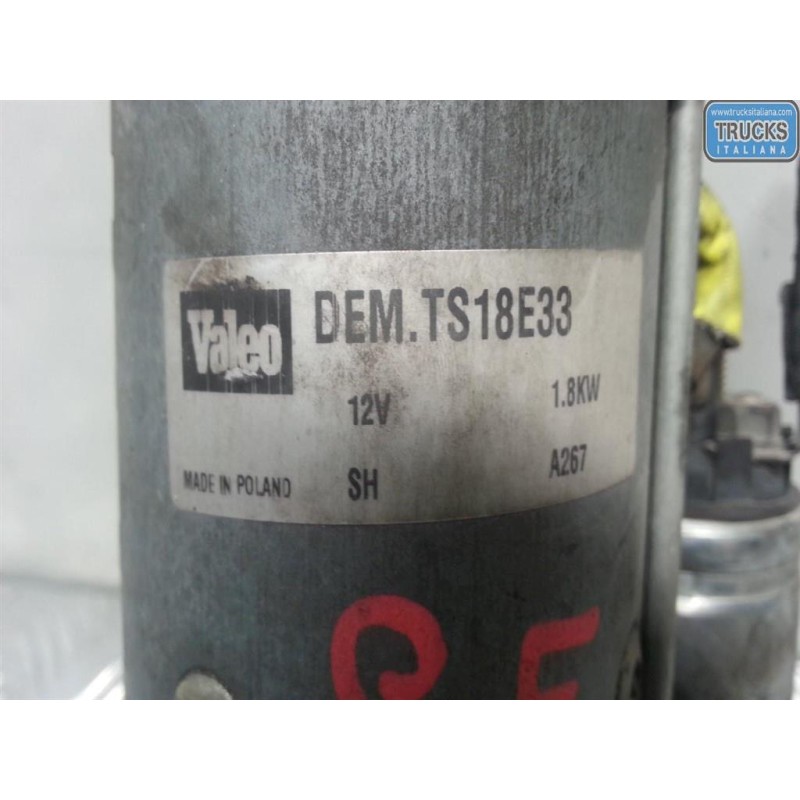 www.trucksitaliana.com
TRUCKS
ITALIANA
Valeo
DEM.TS18E33
12V 1.8KW
MADE IN POLAND SH A267